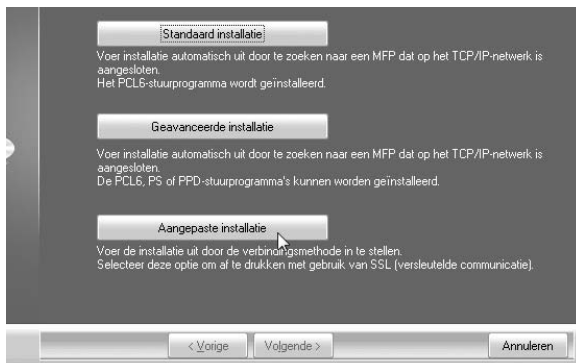 Standaard installatie
Voer installatie automatisch uit door te zoeken naar een MFP dat op het TCP/IP-netwerk is
aangesloten.
Het PCL6-stuurprogramma wordt geïnstalleerd.
Geavanceerde installatie
Voer installatie automatisch uit door te zoeken naar een MFP dat op het TCP/IP-netwerk is
aangesloten.
De PCL6, PS of PPD-stuurprogramma's kunnen worden geïnstalleerd.
Aangepaste installatie
Voer de installatie uit door de verbindingsmethode in te stellen.
Selecteer deze optie om af te drukken met gebruik van SSL (versleutelde communicatie).
< Vorige
Volgende >
Annuleren